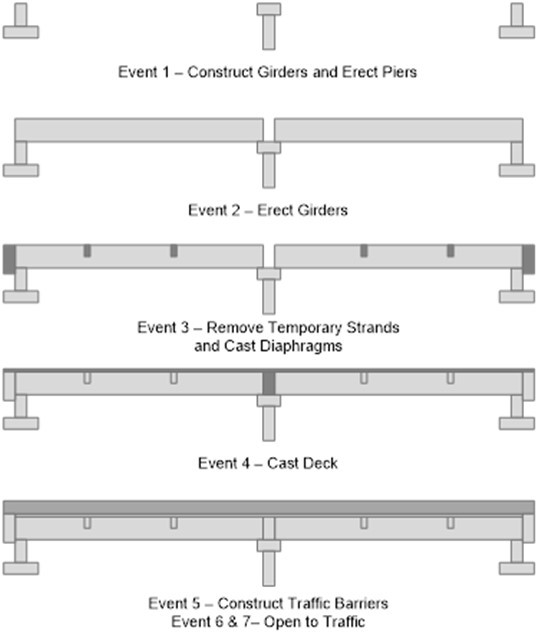 Event 1 – Construct Girders and Erect Piers
Event 2 – Erect Girders
Event 3 – Remove Temporary Strands
and Cast Diaphragms
Event 4 – Cast Deck
Event 5 – Construct Traffic Barriers
Event 6 & 7– Open to Traffic